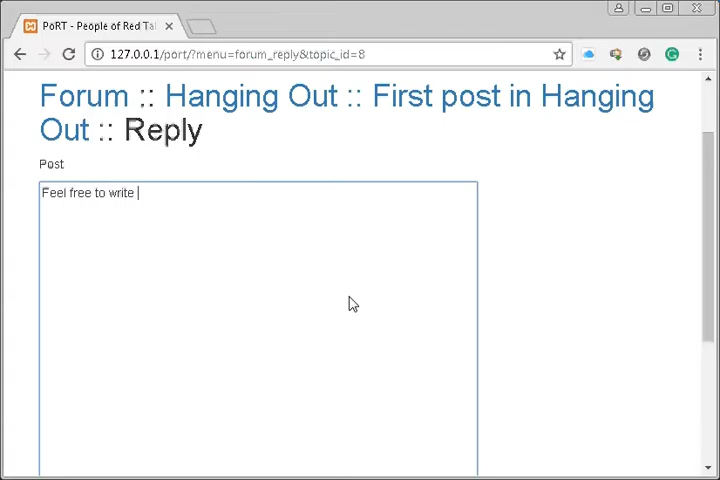 PoRT - People of Red Tal
127.0.0.1/port/?menu=forum_reply&topic_id=8
Forum :: Hanging Out :: First post in Hanging
Out :: Reply
Post
Feel free to write